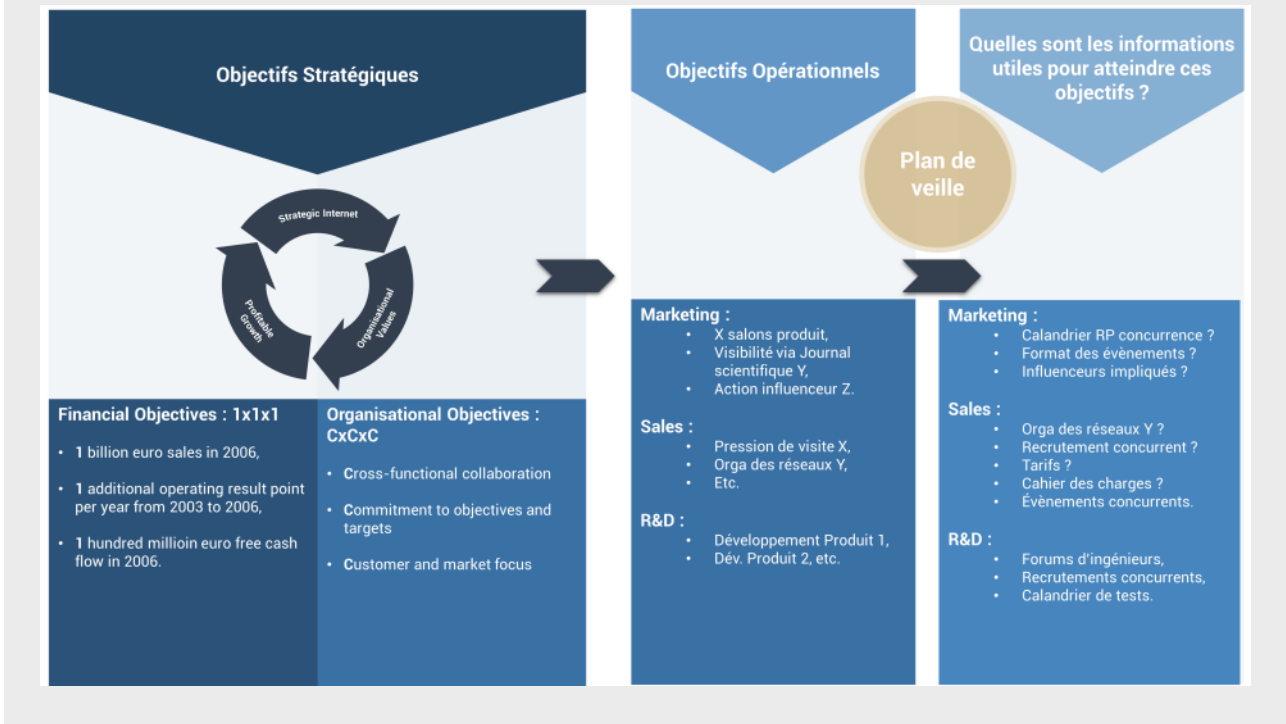 Objectifs Stratégiques
Strategic Internet
Organisational
Values
Profitable
Growth
Financial Objectives : 1x1x1
• 1 billion euro sales in 2006,
• 1 additional operating result point
per year from 2003 to 2006,
• 1 hundred millioin euro free cash
flow in 2006.
Organisational Objectives :
CxCxC
• Cross-functional collaboration
• Commitment to objectives and
targets
• Customer and market focus
Objectifs Opérationnels
Plan de
veille
Marketing :
• X salons produit,
• Visibilité via Journal
scientifique Y,
• Action influenceur Z.
Sales :
• Pression de visite X,
• Orga des réseaux Y,
• Etc.
R&D :
• Développement Produit 1,
• Dév. Produit 2, etc.
Quelles sont les informations
utiles pour atteindre ces
objectifs ?
Marketing :
• Calandrier RP concurrence ?
• Format des évènements ?
• Influenceurs impliqués ?
Sales :
• Orga des réseaux Y ?
• Recrutement concurrent ?
• Tarifs ?
• Cahier des charges ?
• Évènements concurrents.
R&D :
• Forums d'ingénieurs,
• Recrutements concurrents,
• Calandrier de tests.